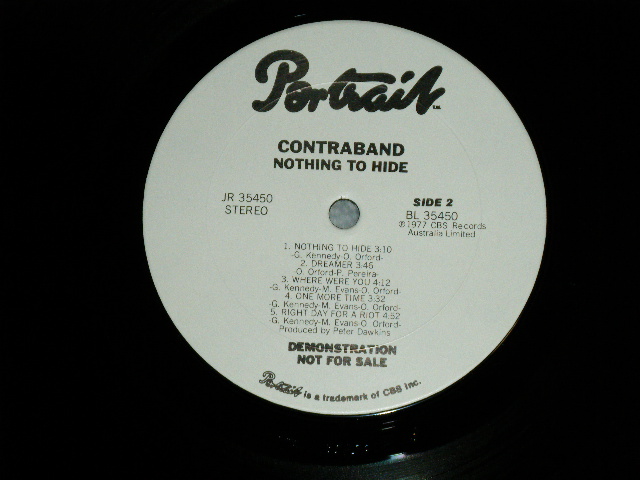 Portrait TM
CONTRABAND
NOTHING TO HIDE
JR 35450
STEREO
SIDE 2
BL 35450
℗1977 CBS Records
Australia Limited
1. NOTHING TO HIDE 3:10
-G. Kennedy-O. Orford-
2. DREAMER 3:46
O. Orford-P. Pereira-
3. WHERE WERE YOU 4:12
-G. Kennedy-M. Evans-O. Orford-
4. ONE MORE TIME 3:32
-G. Kennedy-M. Evans-O. Orford-
5. RIGHT DAY FOR A RIOT 4:52
-G. Kennedy-M. Evans-O. Orford-
Produced by Peter Dawkins
DEMONSTRATION
NOT FOR SALE
Portrait is a trademark of CBS Inc.